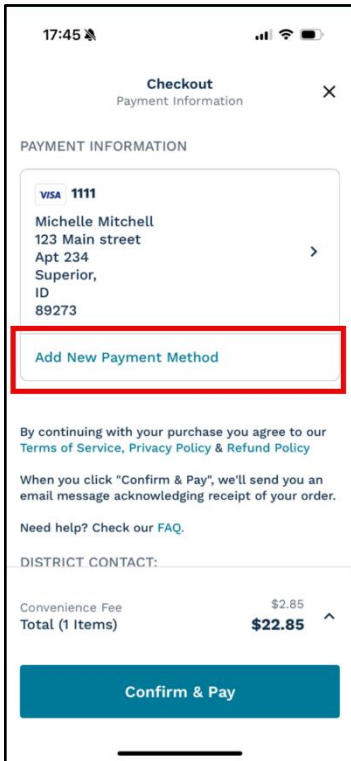 17:45
Checkout
Payment Information
PAYMENT INFORMATION
VISA 1111
Michelle Mitchell
123 Main street
Apt 234
Superior,
ID
89273
Add New Payment Method
By continuing with your purchase you agree to our
Terms of Service, Privacy Policy & Refund Policy
When you click "Confirm & Pay", we'll send you an
email message acknowledging receipt of your order.
Need help? Check our FAQ.
DISTRICT CONTACT:
Convenience Fee $2.85
Total (1 Items) $22.85
Confirm & Pay